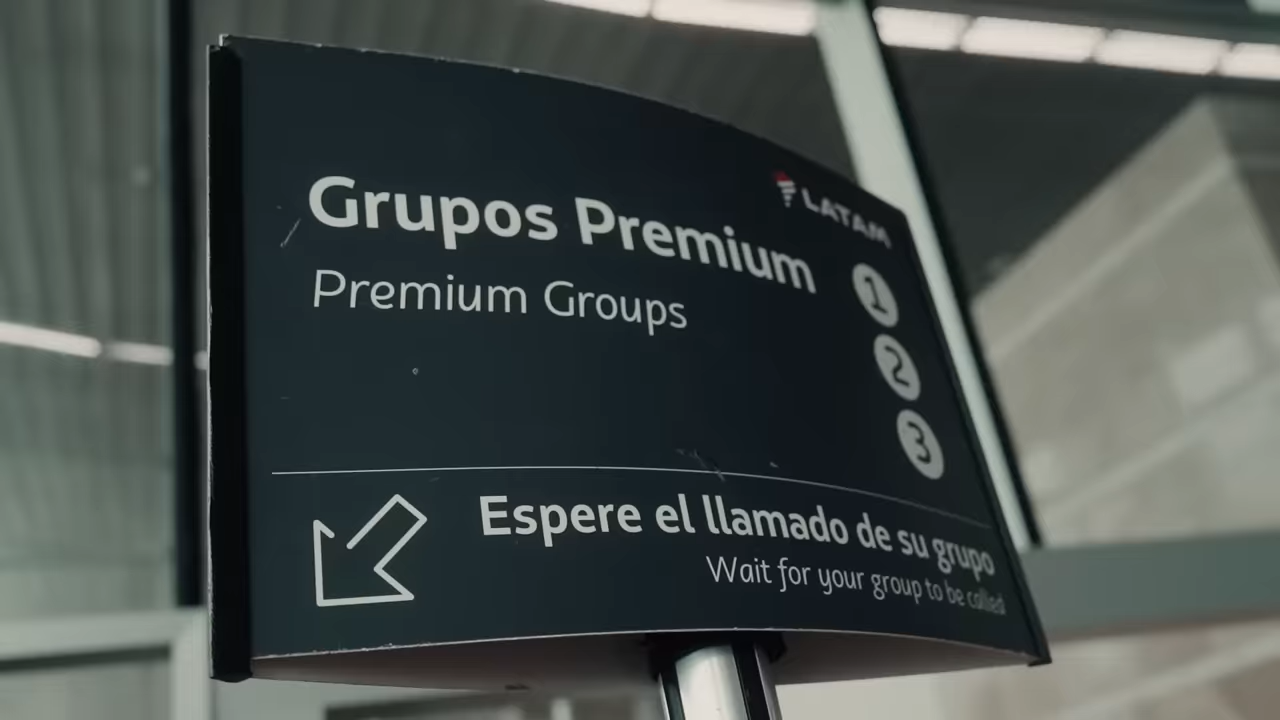 LATAM
Grupos Premium
Premium Groups
1
2
3
Espere el llamado de su grupo
Wait for your group to be called